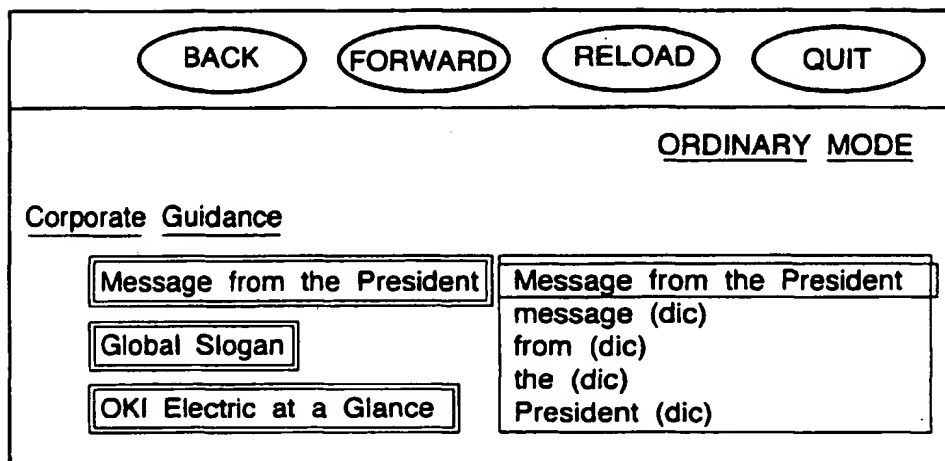 BACK FORWARD RELOAD QUIT
ORDINARY MODE
Corporate Guidance
Message from the President
Global Slogan
OKI Electric at a Glance
Message from the President
message (dic)
from (dic)
the (dic)
President (dic)